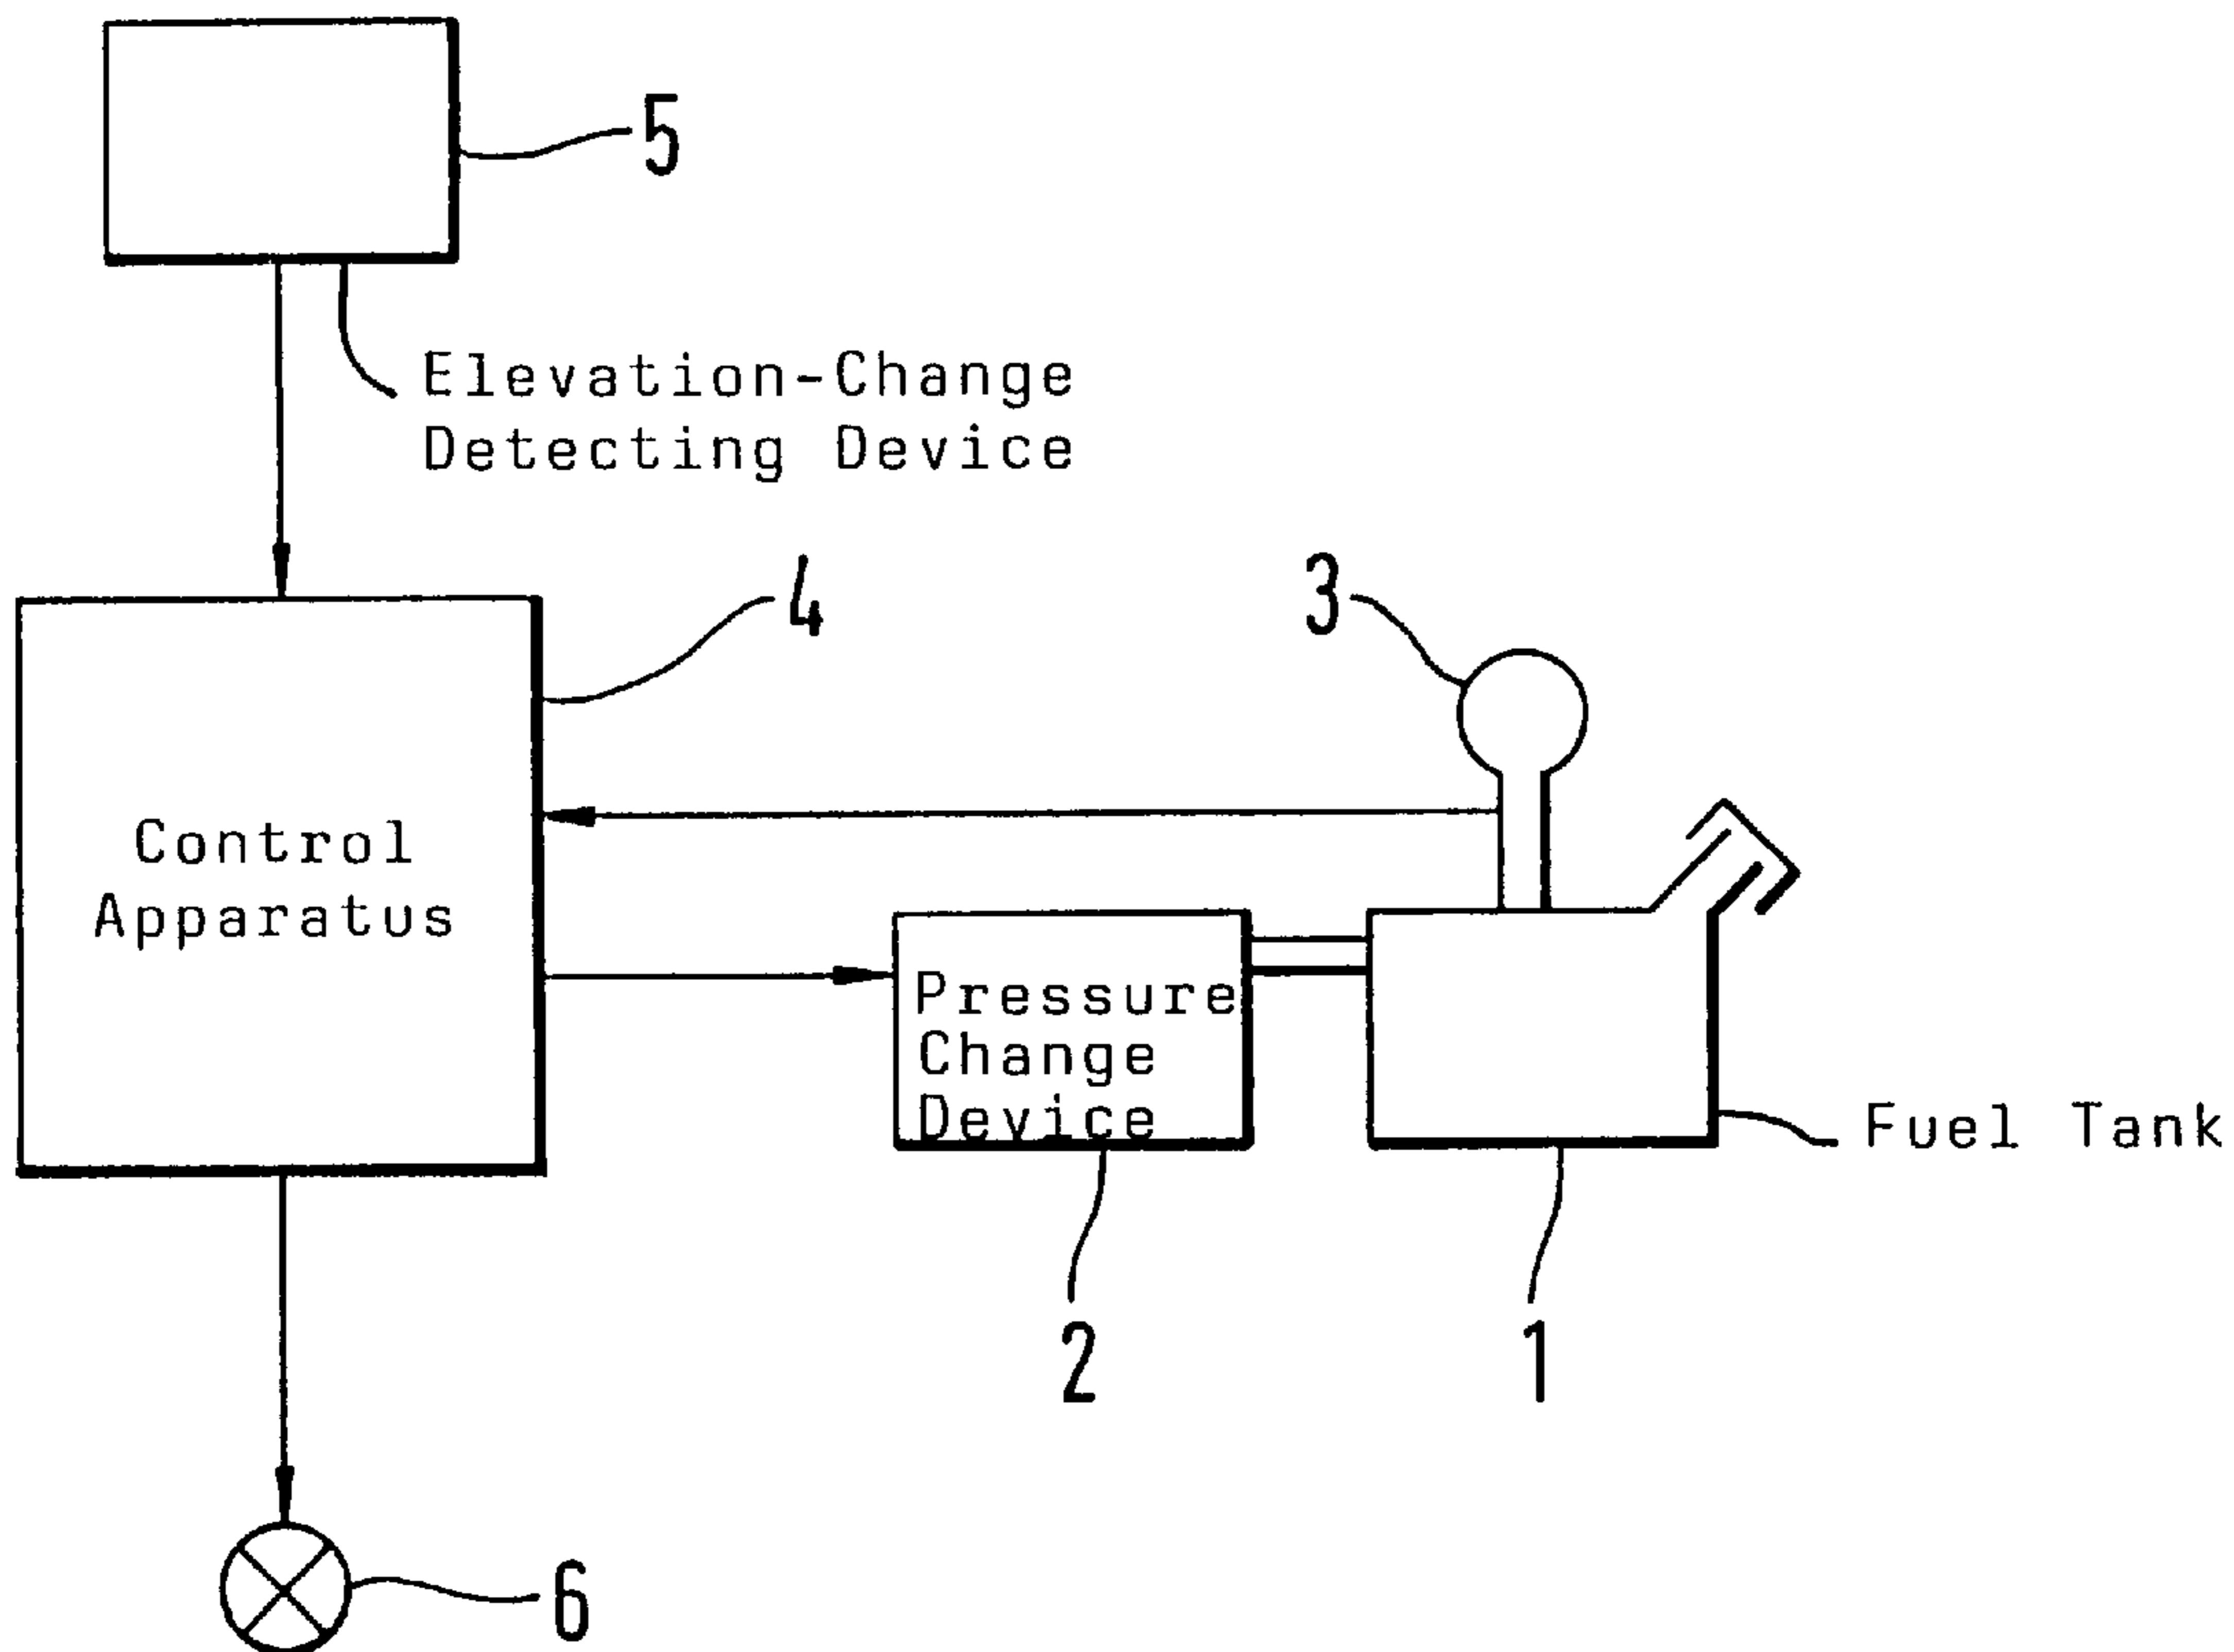 5
Elevation-Change
Detecting Device
4
3
Control
Apparatus
Pressure
Change
Device
Fuel Tank
2
1
6